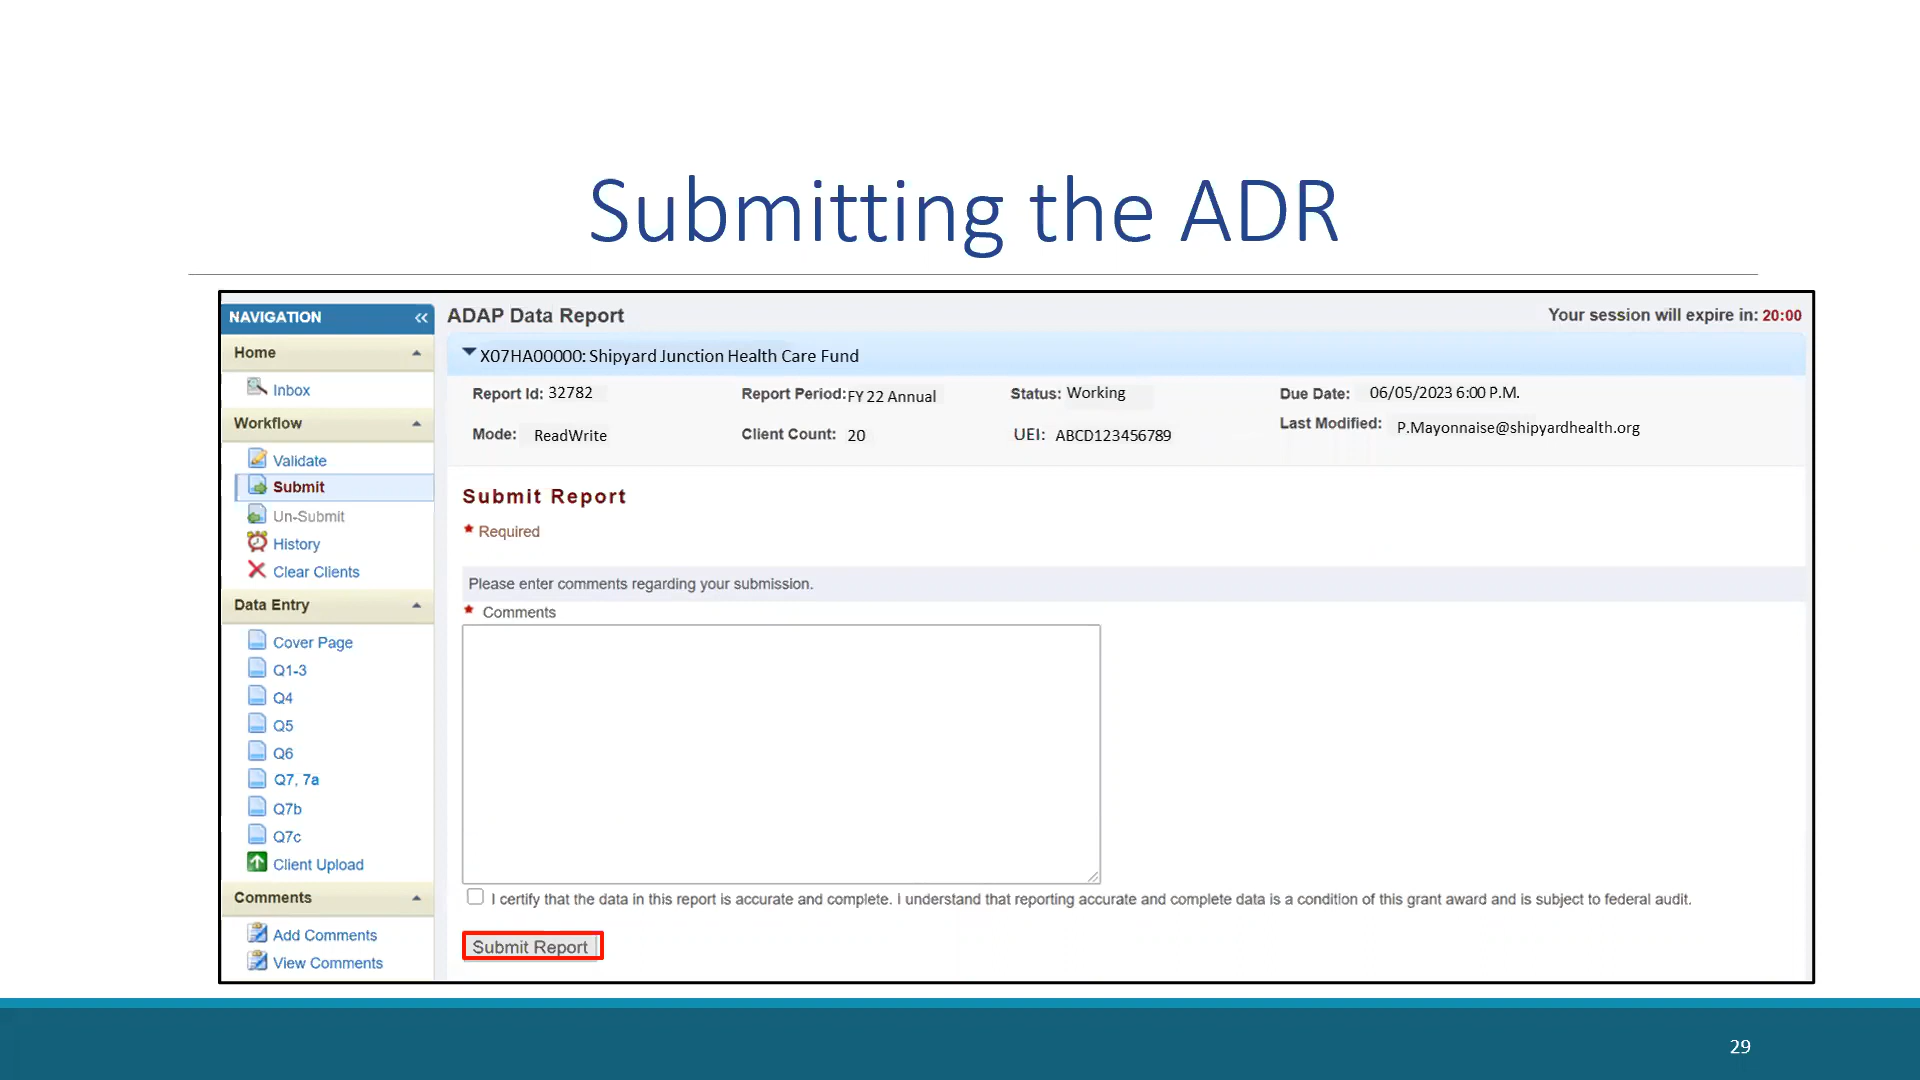 Submitting the ADR
NAVIGATION «
Home
Inbox
Workflow
Validate
Submit
Un-Submit
History
Clear Clients
Data Entry
Cover Page
Q1-3
Q4
Q5
Q6
Q7, 7a
Q7b
Q7c
Client Upload
Comments
Add Comments
View Comments
ADAP Data Report
Your session will expire in: 20:00
X07HA00000: Shipyard Junction Health Care Fund
Report Id: 32782 Report Period: FY 22 Annual Status: Working Due Date: 06/05/2023 6:00 P.M.
Mode: ReadWrite Client Count: 20 UEI: ABCD123456789 Last Modified: P.Mayonnaise@shipyardhealth.org
Submit Report
* Required
Please enter comments regarding your submission.
* Comments
I certify that the data in this report is accurate and complete. I understand that reporting accurate and complete data is a condition of this grant award and is subject to federal audit.
Submit Report
29